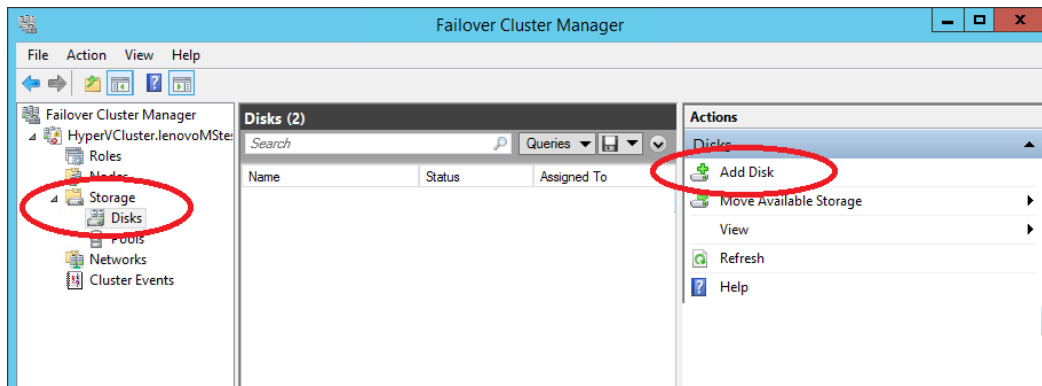 Failover Cluster Manager
File Action View Help
Failover Cluster Manager
HyperVCluster.lenovoMStes
Roles
Nodes
Storage
Disks
Pools
Networks
Cluster Events
Disks (2)
Search
Queries
Name Status Assigned To
Actions
Disks
Add Disk
Move Available Storage
View
Refresh
Help